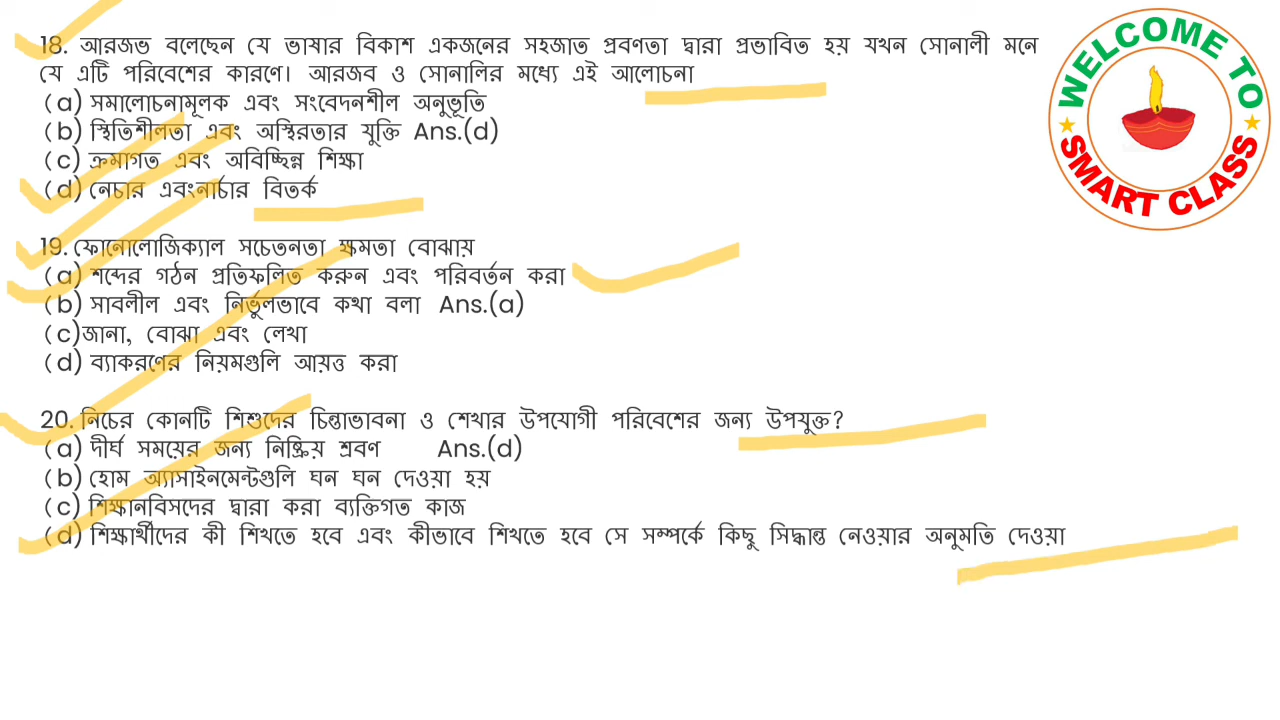 18. আরজভ বলেছেন যে ভাষার বিকাশ একজনের সহজাত প্রবণতা দ্বারা প্রভাবিত হয় যখন সোনালী মনে
যে এটি পরিবেশের কারণে। আরজব ও সোনালির মধ্যে এই আলোচনা
(a) সমালোচনামূলক এবং সংবেদনশীল অনুভূতি
(b) স্থিতিশীলতা এবং অস্থিরতার যুক্তি Ans.(d)
(c) ক্রমাগত এবং অবিচ্ছিন্ন শিক্ষা
(d) নেচার এবংনার্চার বিতর্ক
19. ফোনোলোজিক্যাল সচেতনতা ক্ষমতা বোঝায়
(a) শব্দের গঠন প্রতিফলিত করুন এবং পরিবর্তন করা
(b) সাবলীল এবং নির্ভুলভাবে কথা বলা Ans.(a)
(c)জানা, বোঝা এবং লেখা
(d) ব্যাকরণের নিয়মগুলি আয়ত্ত করা
20. নিচের কোনটি শিশুদের চিন্তাভাবনা ও শেখার উপযোগী পরিবেশের জন্য উপযুক্ত?
(a) দীর্ঘ সময়ের জন্য নিষ্ক্রিয় শ্রবণ Ans.(d)
(b) হোম অ্যাসাইনমেন্টগুলি ঘন ঘন দেওয়া হয়
(c) শিক্ষানবিসদের দ্বারা করা ব্যক্তিগত কাজ
(d) শিক্ষার্থীদের কী শিখতে হবে এবং কীভাবে শিখতে হবে সে সম্পর্কে কিছু সিদ্ধান্ত নেওয়ার অনুমতি দেওয়া
WELCOME TO
SMART CLASS